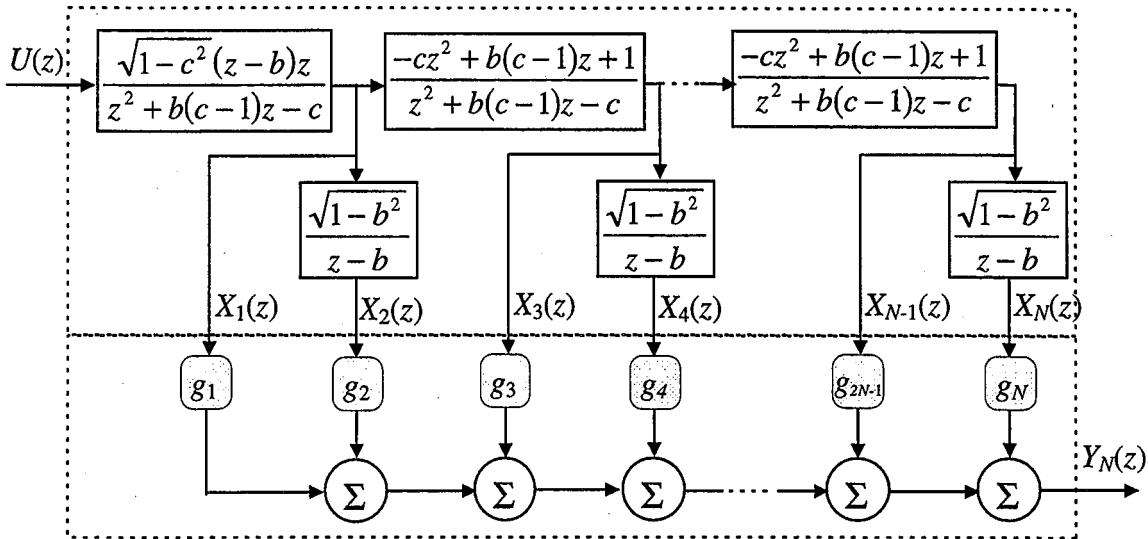 U(z)
√(1-c²) (z-b)z / z² + b(c-1)z - c
-cz² + b(c-1)z + 1 / z² + b(c-1)z - c
-cz² + b(c-1)z + 1 / z² + b(c-1)z - c
√(1-b²) / z-b
√(1-b²) / z-b
√(1-b²) / z-b
X₁(z) X₂(z) X₃(z) X₄(z) X_{N-1}(z) X_N(z)
g₁ g₂ g₃ g₄ g_{2N-1} g_N
Σ Σ Σ Σ Σ
Y_N(z)